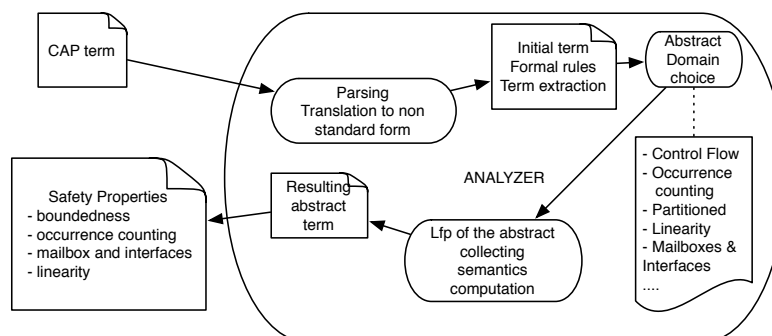 CAP term
Parsing
Translation to non
standard form
Initial term
Formal rules
Term extraction
Abstract
Domain
choice
- Control Flow
- Occurrence
counting
- Partitioned
- Linearity
- Mailboxes &
Interfaces
....
ANALYZER
Lfp of the abstract
collecting
semantics
computation
Resulting
abstract
term
Safety Properties
- boundedness
- occurrence counting
- mailbox and interfaces
- linearity